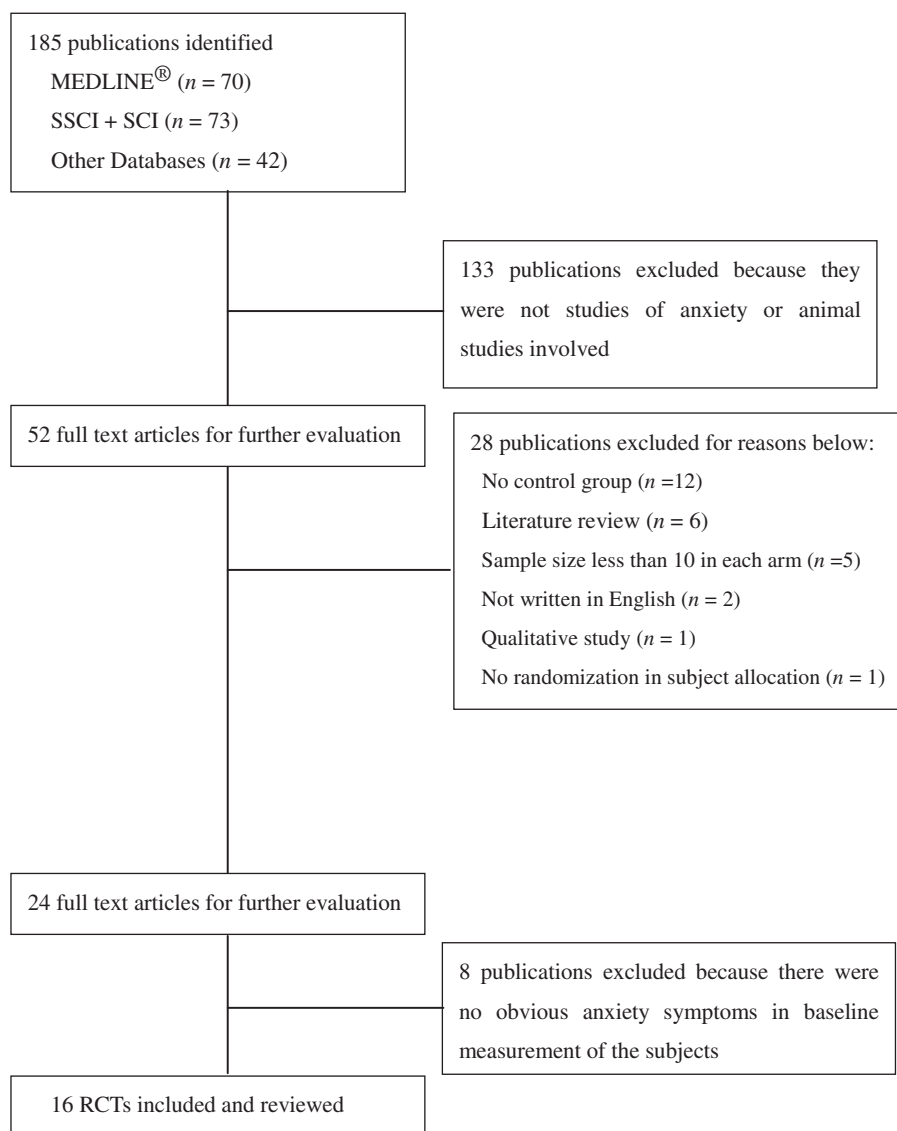 185 publications identified
MEDLINE® (n = 70)
SSCI + SCI (n = 73)
Other Databases (n = 42)
133 publications excluded because they
were not studies of anxiety or animal
studies involved
52 full text articles for further evaluation
28 publications excluded for reasons below:
No control group (n =12)
Literature review (n = 6)
Sample size less than 10 in each arm (n =5)
Not written in English (n = 2)
Qualitative study (n = 1)
No randomization in subject allocation (n = 1)
24 full text articles for further evaluation
8 publications excluded because there were
no obvious anxiety symptoms in baseline
measurement of the subjects
16 RCTs included and reviewed